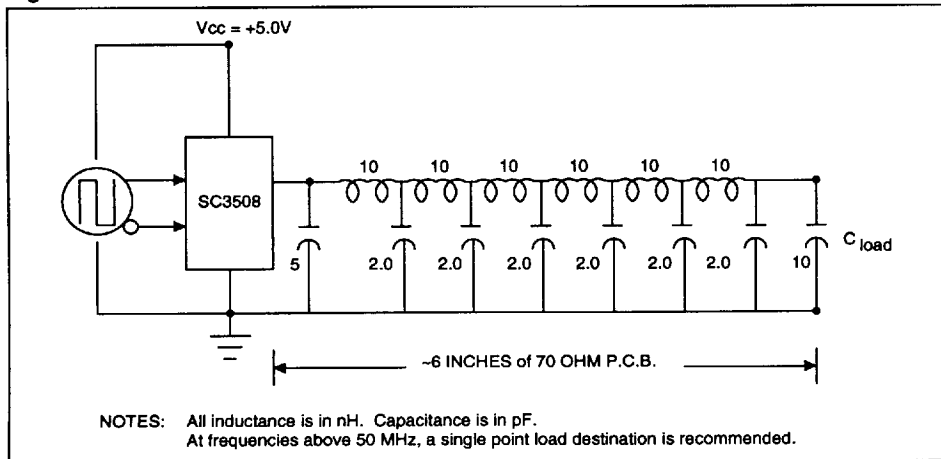 Vcc = +5.0V
10 10 10 10 10 10
SC3508
C load
5 2.0 2.0 2.0 2.0 2.0 2.0 10
~6 INCHES of 70 OHM P.C.B.
NOTES: All inductance is in nH. Capacitance is in pF.
At frequencies above 50 MHz, a single point load destination is recommended.